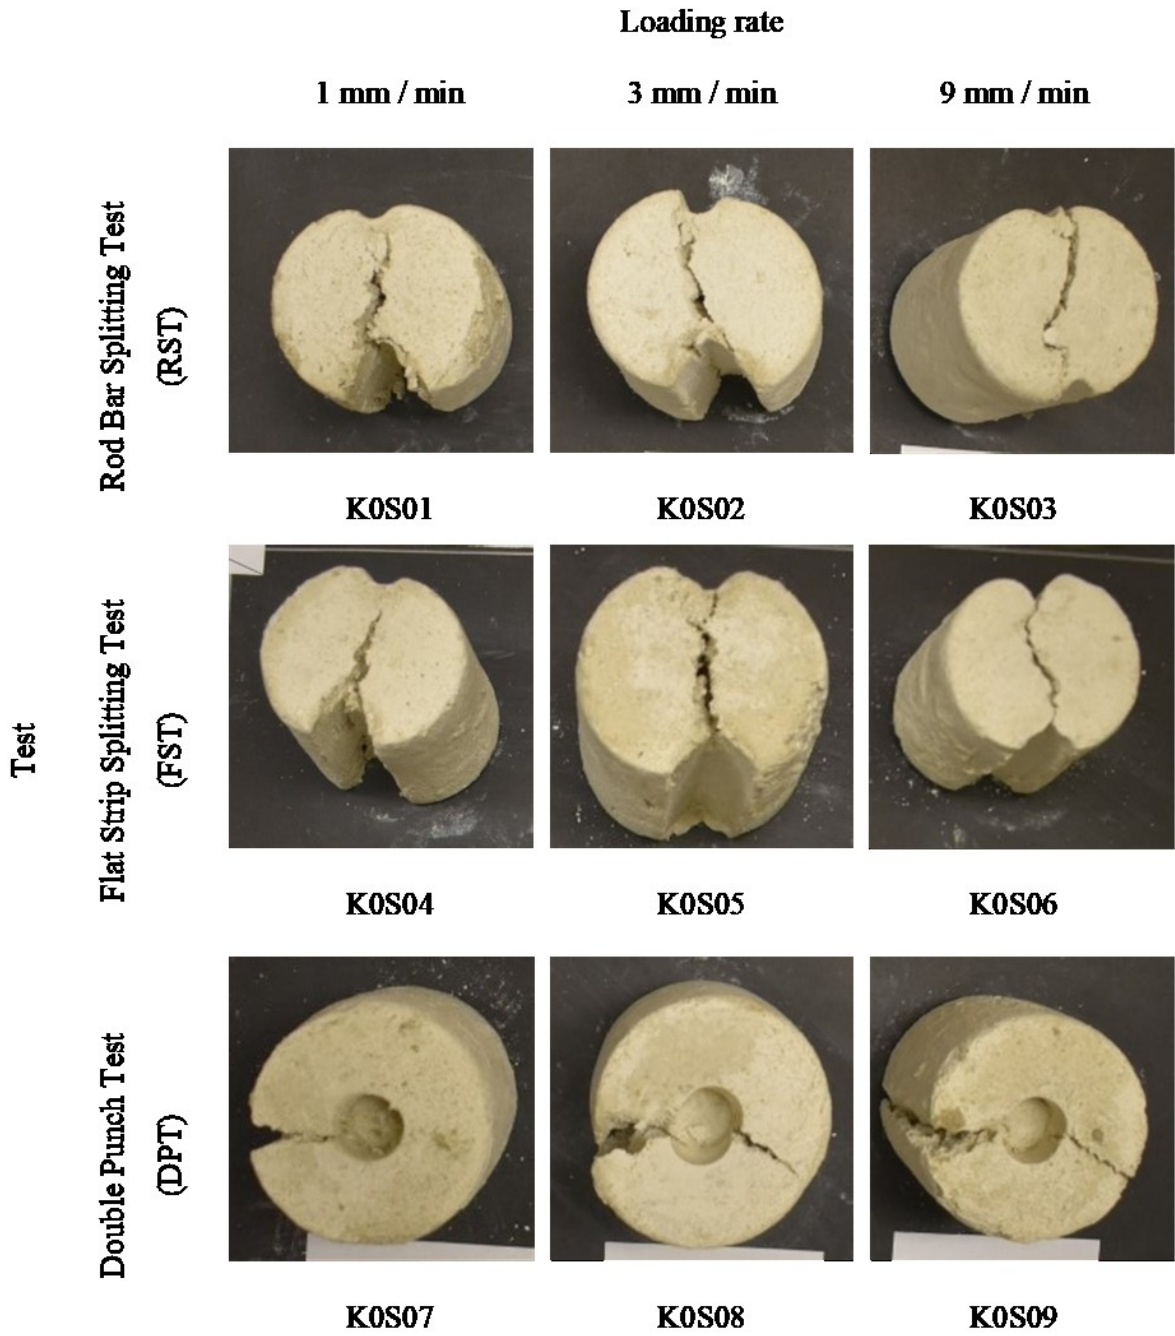 Loading rate
1 mm / min
3 mm / min
9 mm / min
Test
Rod Bar Splitting Test
(RST)
K0S01
K0S02
K0S03
Flat Strip Splitting Test
(FST)
K0S04
K0S05
K0S06
Double Punch Test
(DPT)
K0S07
K0S08
K0S09